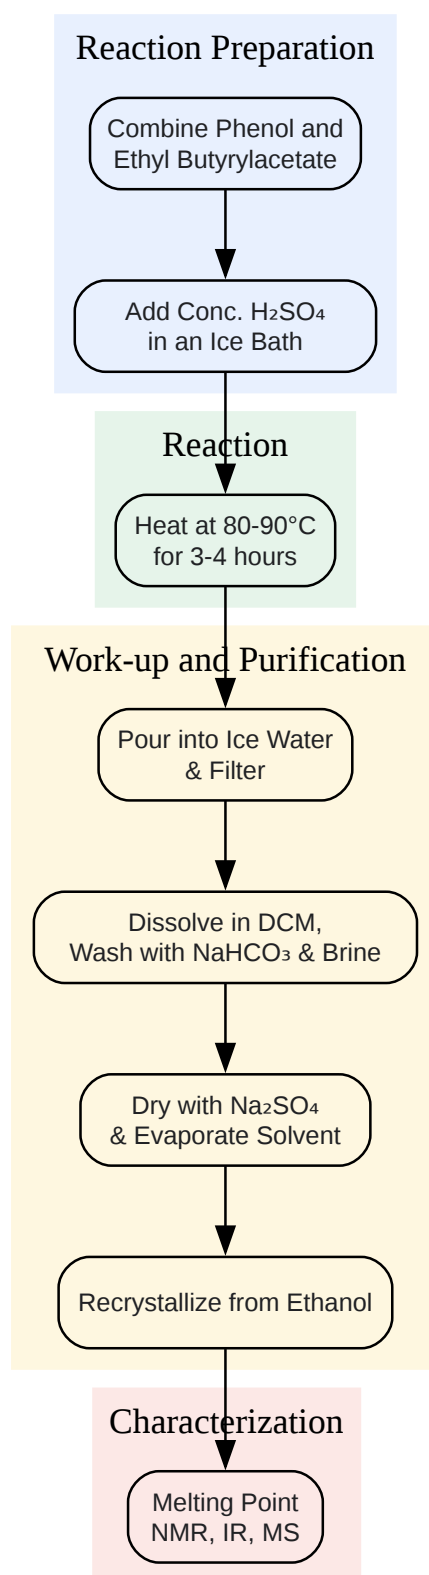 Reaction Preparation
Combine Phenol and
Ethyl Butyrylacetate
Add Conc. H₂SO₄
in an Ice Bath
Reaction
Heat at 80-90°C
for 3-4 hours
Work-up and Purification
Pour into Ice Water
& Filter
Dissolve in DCM,
Wash with NaHCO₃ & Brine
Dry with Na₂SO₄
& Evaporate Solvent
Recrystallize from Ethanol
Characterization
Melting Point
NMR, IR, MS